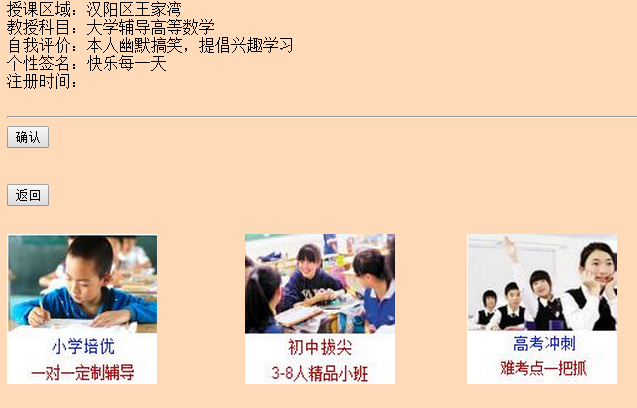 授课区域：汉阳区王家湾
教授科目：大学辅导高等数学
自我评价：本人幽默搞笑，提倡兴趣学习
个性签名：快乐每一天
注册时间：
确认
返回
小学培优
一对一定制辅导
初中拔尖
3-8人精品小班
高考冲刺
难考点一把抓